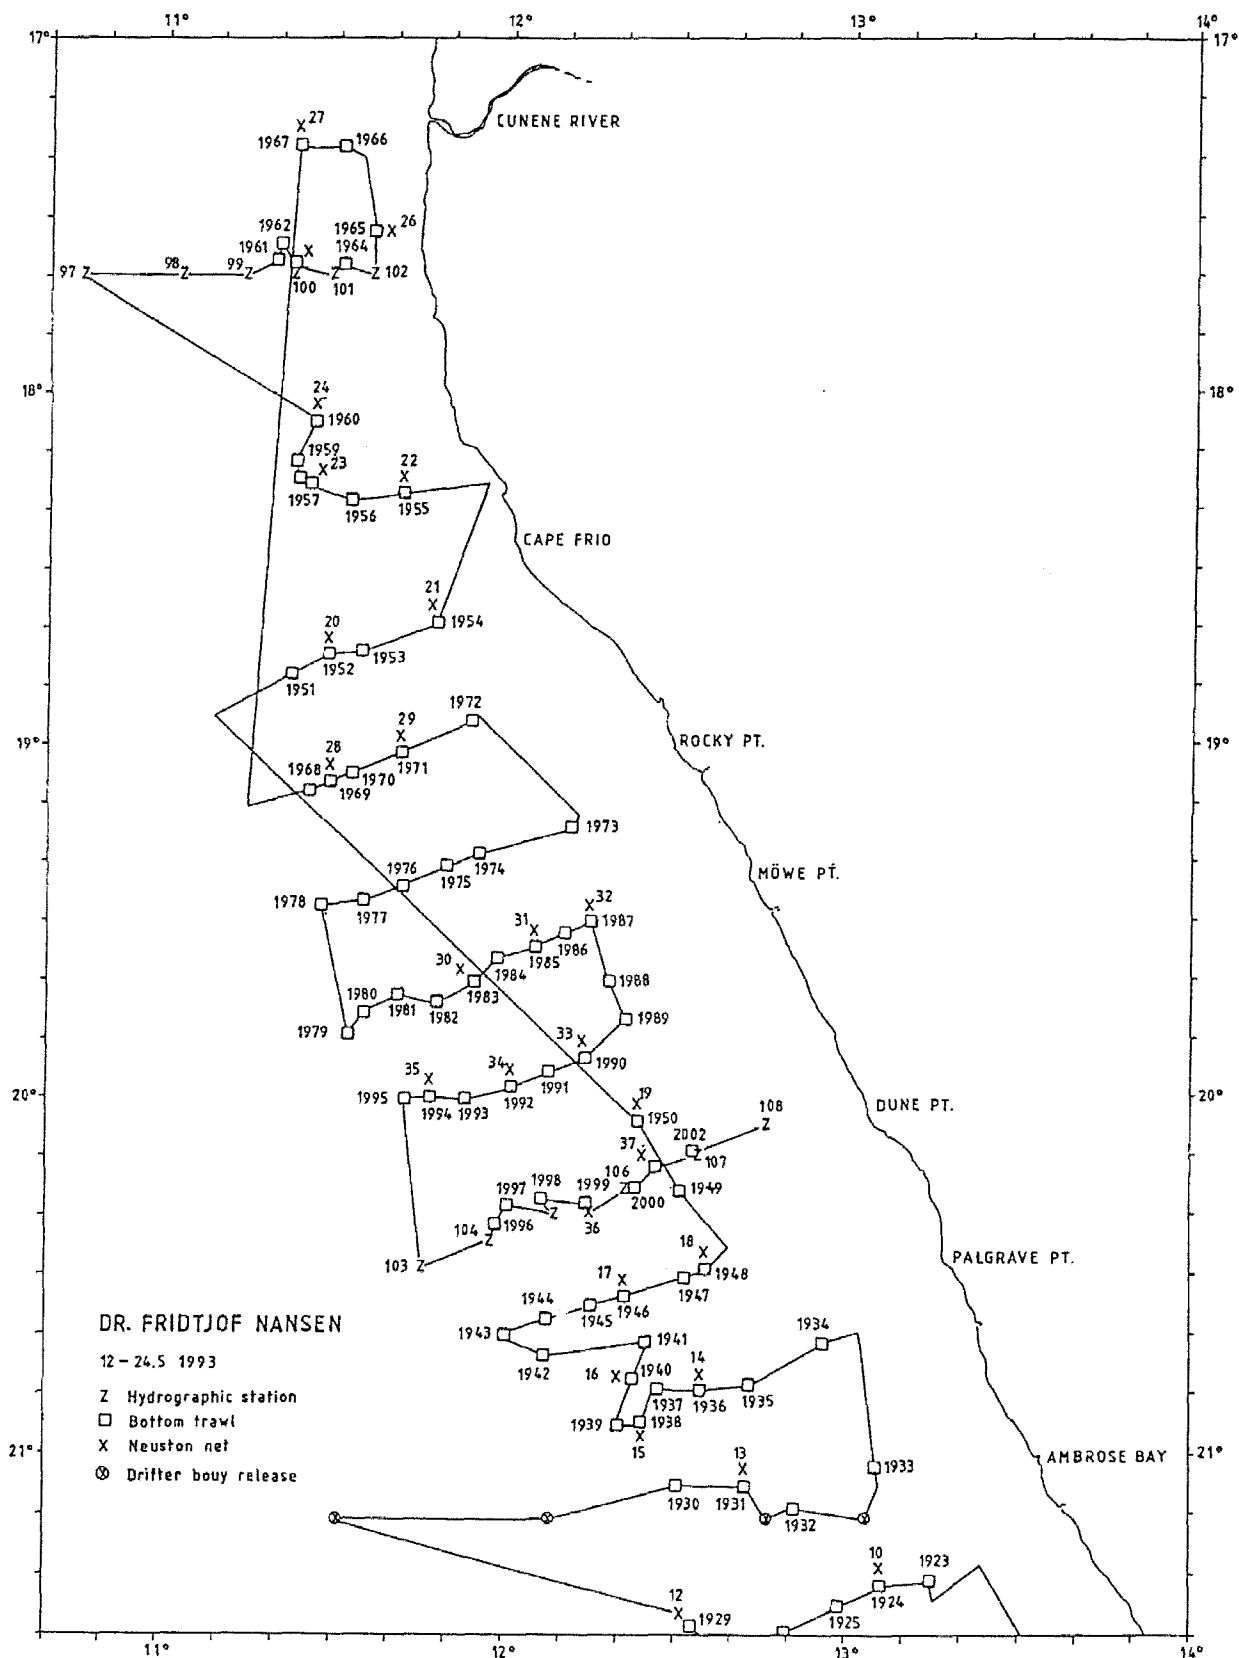 11° 12° 13° 14°
17° 17°
CUNENE RIVER
27
1967 1966
1962 1965 26
1961 1964
97 98 99 102
100 101
18° 18°
24
1960
1959
23 22
1957 1956 1955
CAPE FRIO
21
20 1954
1952 1953
1951
1972
29
19° ROCKY PT. 19°
28
1968 1971
1970
1969
1973
1976 1974
1975 MÖWE PT.
1978 1977
32
31 1987
1986
30 1985
1984
1980 1983 1988
1981 1982
1979 1989
33
1990
35 34 1991
20° 1995 1994 1993 1992 19 20°
DUNE PT.
1950 108
37 2002
106 107
1998 1999
1997 2000 1949
104 1996 36
103 18
PALGRAVE PT.
17 1948
1944 1947
1945 1946
DR. FRIDTJOF NANSEN
1943 1941 1934
12 – 24.5 1993
1942 16 1940 14
Z Hydrographic station
1937 1936 1935
□ Bottom trawl
1939 1938
X Neuston net
15 13
21° AMBROSE BAY 21°
1933
⊗ Drifter bouy release
1930 1931
1932
10 1923
1924
12 1925
1929
11° 12° 13° 14°